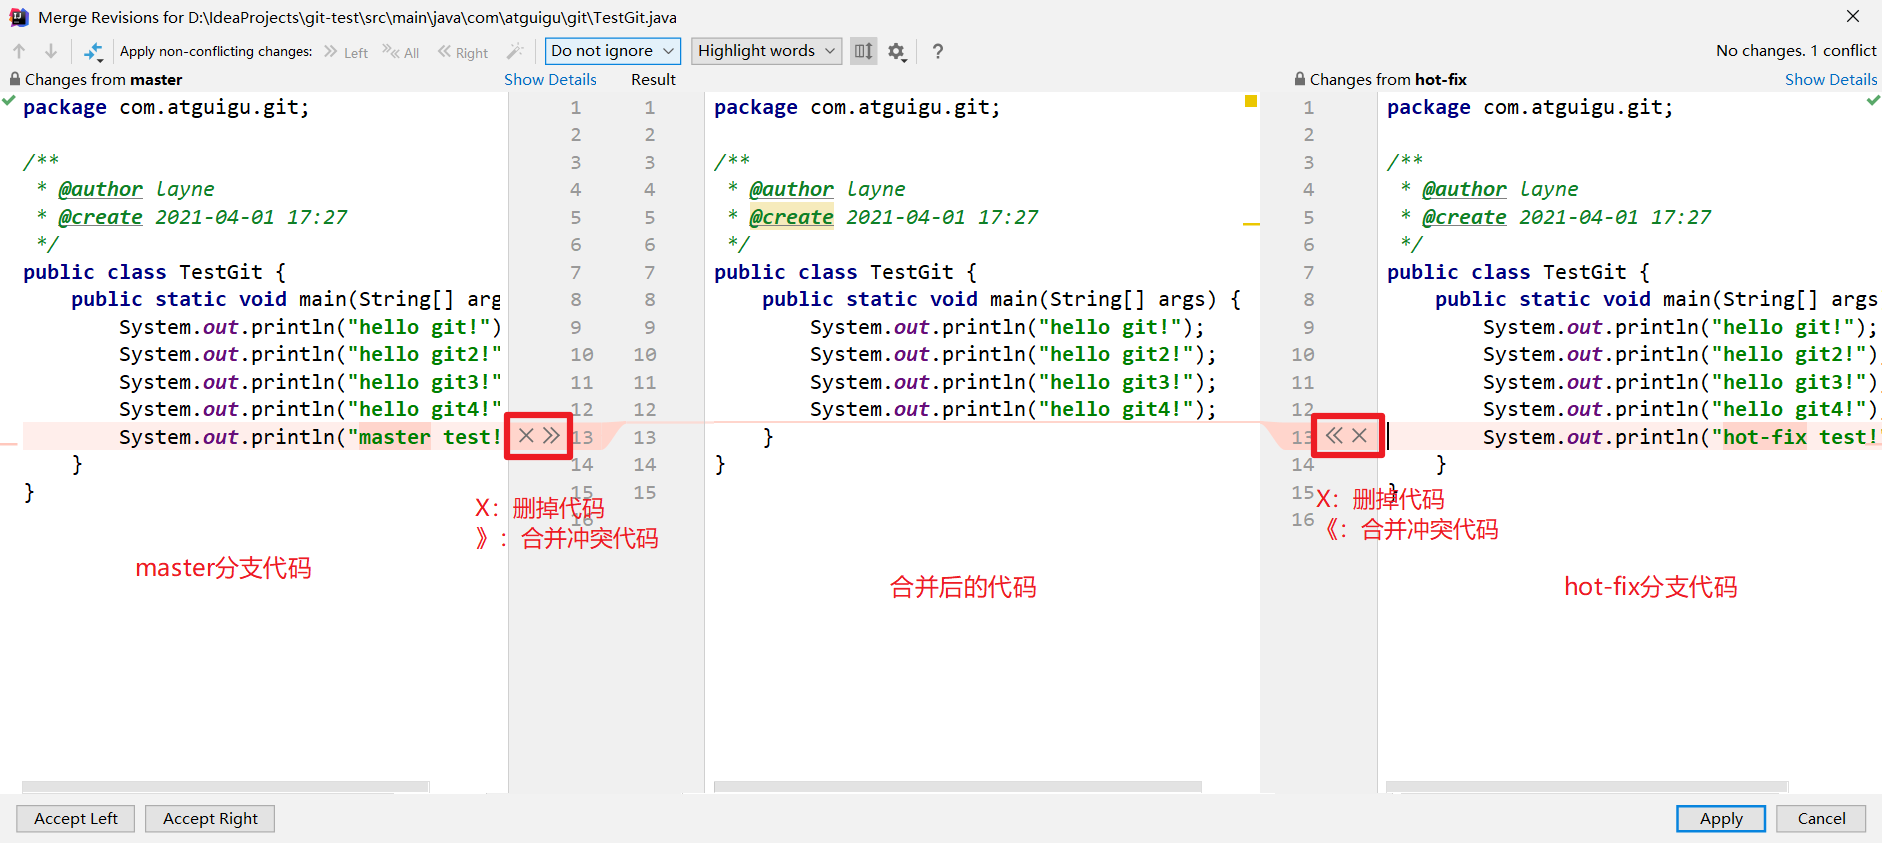 Merge Revisions for D:\IdeaProjects\git-test\src\main\java\com\atguigu\git\TestGit.java
Apply non-conflicting changes: Left All Right Do not ignore Highlight words ? No changes. 1 conflict
Changes from master Show Details Result Changes from hot-fix Show Details
package com.atguigu.git;
/**
* @author layne
* @create 2021-04-01 17:27
*/
public class TestGit {
public static void main(String[] arg
System.out.println("hello git!")
System.out.println("hello git2!"
System.out.println("hello git3!"
System.out.println("hello git4!"
System.out.println("master test!
}
}
master分支代码
1
2
3
4
5
6
7
8
9
10
11
12
13
14
15
16
X：删掉代码
》：合并冲突代码
1
2
3
4
5
6
7
8
9
10
11
12
13
14
15
package com.atguigu.git;
/**
* @author layne
* @create 2021-04-01 17:27
*/
public class TestGit {
public static void main(String[] args) {
System.out.println("hello git!");
System.out.println("hello git2!");
System.out.println("hello git3!");
System.out.println("hello git4!");
}
}
合并后的代码
1
2
3
4
5
6
7
8
9
10
11
12
13
14
15
16
X：删掉代码
《：合并冲突代码
package com.atguigu.git;
/**
* @author layne
* @create 2021-04-01 17:27
*/
public class TestGit {
public static void main(String[] args
System.out.println("hello git!");
System.out.println("hello git2!")
System.out.println("hello git3!")
System.out.println("hello git4!")
System.out.println("hot-fix test!"
}
}
hot-fix分支代码
Accept Left Accept Right Apply Cancel